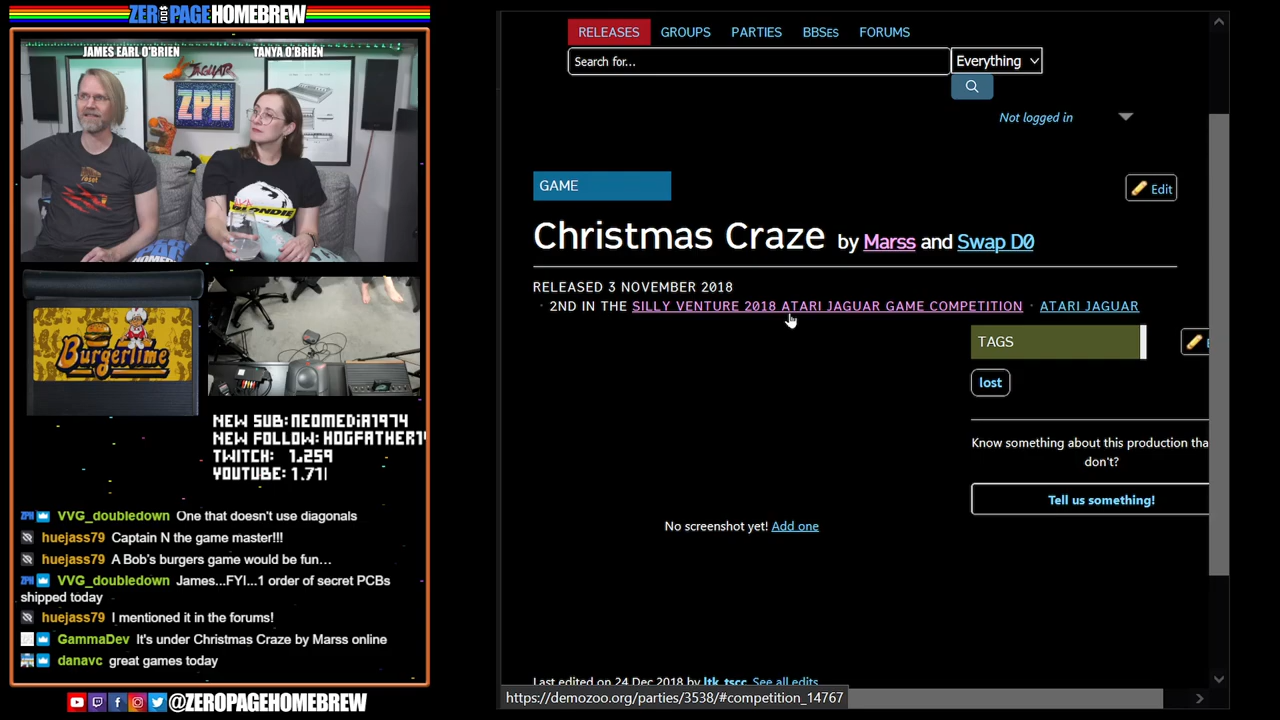 ZERO PAGE HOMEBREW
JAMES EARL O'BRIEN
TANYA O'BRIEN
JAGUAR
ZPH
reset
BLONDIE
BurgerTime
NEW SUB: NEOMEDIA1974
NEW FOLLOW: HOGFATHER14
TWITCH: 1,259
YOUTUBE: 1,71
VVG_doubledown One that doesn't use diagonals
huejass79 Captain N the game master!!!
huejass79 A Bob's burgers game would be fun…
VVG_doubledown James...FYI...1 order of secret PCBs
shipped today
huejass79 I mentioned it in the forums!
GammaDev It's under Christmas Craze by Marss online
danavc great games today
@ZEROPAGEHOMEBREW
RELEASES GROUPS PARTIES BBSes FORUMS
Search for... Everything
Not logged in
GAME
Edit
Christmas Craze by Marss and Swap D0
RELEASED 3 NOVEMBER 2018
· 2ND IN THE SILLY VENTURE 2018 ATARI JAGUAR GAME COMPETITION · ATARI JAGUAR
TAGS
lost
Know something about this production tha
don't?
Tell us something!
No screenshot yet! Add one
Last edited on 24 Dec 2018 by ltk_tscc See all edits
https://demozoo.org/parties/3538/#competition_14767